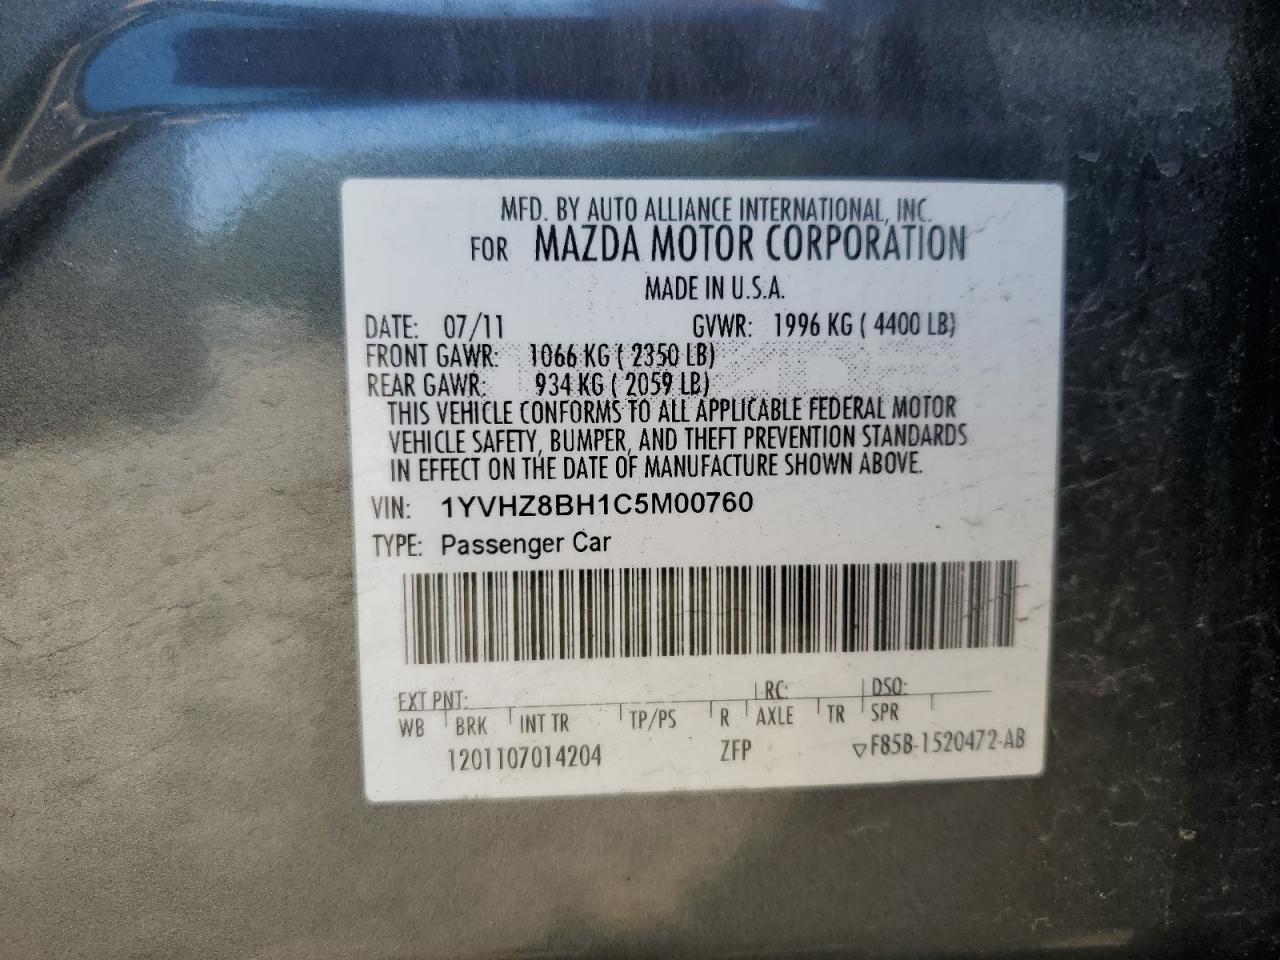 MFD. BY AUTO ALLIANCE INTERNATIONAL, INC.
FOR MAZDA MOTOR CORPORATION
MADE IN U.S.A.
DATE: 07/11 GVWR: 1996 KG ( 4400 LB)
FRONT GAWR: 1066 KG ( 2350 LB)
REAR GAWR: 934 KG ( 2059 LB)
THIS VEHICLE CONFORMS TO ALL APPLICABLE FEDERAL MOTOR
VEHICLE SAFETY, BUMPER, AND THEFT PREVENTION STANDARDS
IN EFFECT ON THE DATE OF MANUFACTURE SHOWN ABOVE.
VIN: 1YVHZ8BH1C5M00760
TYPE: Passenger Car
EXT PNT: RC: DSO:
WB BRK INT TR TP/PS R AXLE TR SPR
1201107014204 ZFP ▽F85B-1520472-AB